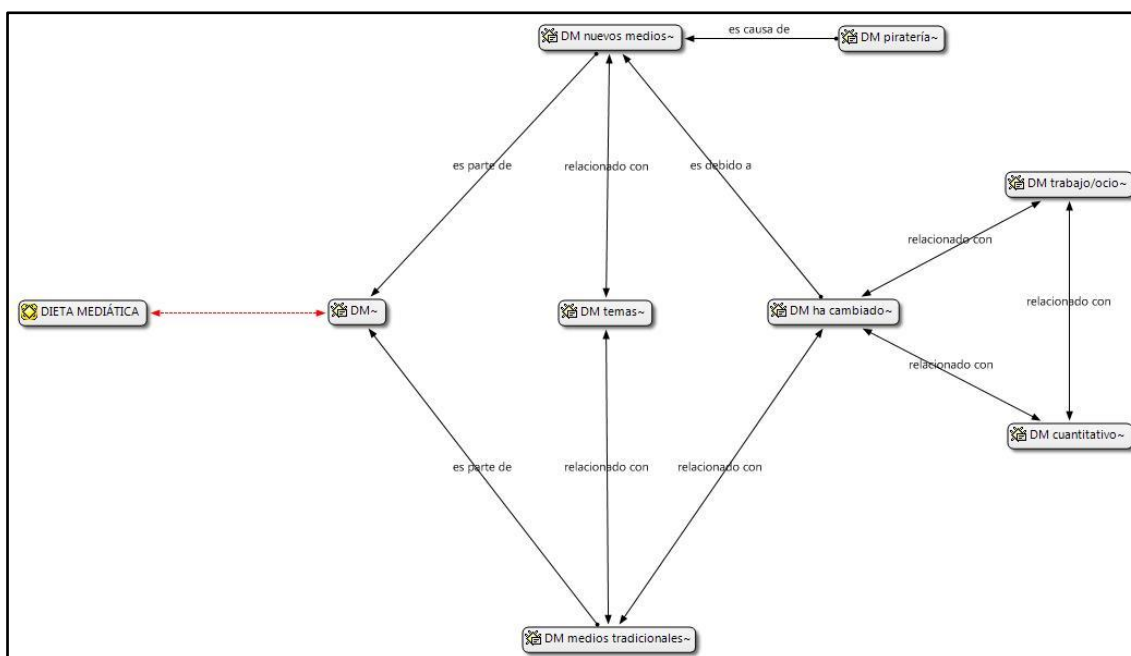 es causa de
DM nuevos medios~
DM piratería~
es parte de
relacionado con
es debido a
DM trabajo/ocio~
relacionado con
DIETA MEDIÁTICA
DM~
DM temas~
DM ha cambiado~
relacionado con
relacionado con
DM cuantitativo~
es parte de
relacionado con
relacionado con
DM medios tradicionales~